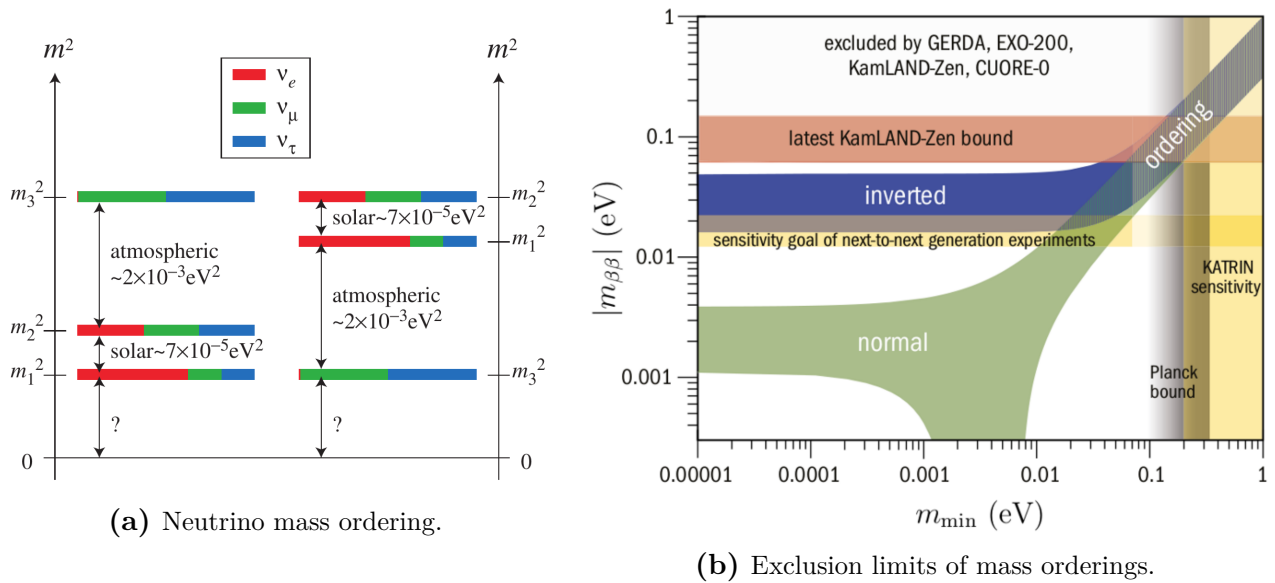 m²
m²
νₑ
ν_μ
ν_τ
m₃²
m₂²
solar~7×10⁻⁵eV²
m₁²
atmospheric
~2×10⁻³eV²
atmospheric
~2×10⁻³eV²
m₂²
solar~7×10⁻⁵eV²
m₁²
m₃²
?
?
0
0
(a) Neutrino mass ordering.
1
0.1
0.01
0.001
|m_ββ| (eV)
excluded by GERDA, EXO-200,
KamLAND-Zen, CUORE-0
latest KamLAND-Zen bound
ordering
inverted
sensitivity goal of next-to-next generation experiments
KATRIN
sensitivity
normal
Planck
bound
0.00001
0.0001
0.001
0.01
0.1
1
m_min (eV)
(b) Exclusion limits of mass orderings.